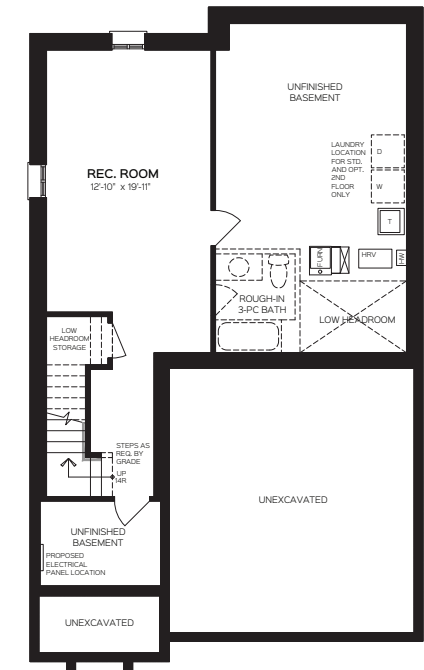 UNFINISHED
BASEMENT
LAUNDRY
LOCATION
FOR STD.
AND OPT.
2ND
FLOOR
ONLY
D
W
T
REC. ROOM
12'-10" x 19'-11"
FURN
HRV
HW
ROUGH-IN
3-PC BATH
LOW HEADROOM
LOW
HEADROOM
STORAGE
STEPS AS
REQ. BY
GRADE
UP
14R
UNEXCAVATED
UNFINISHED
BASEMENT
PROPOSED
ELECTRICAL
PANEL LOCATION
UNEXCAVATED